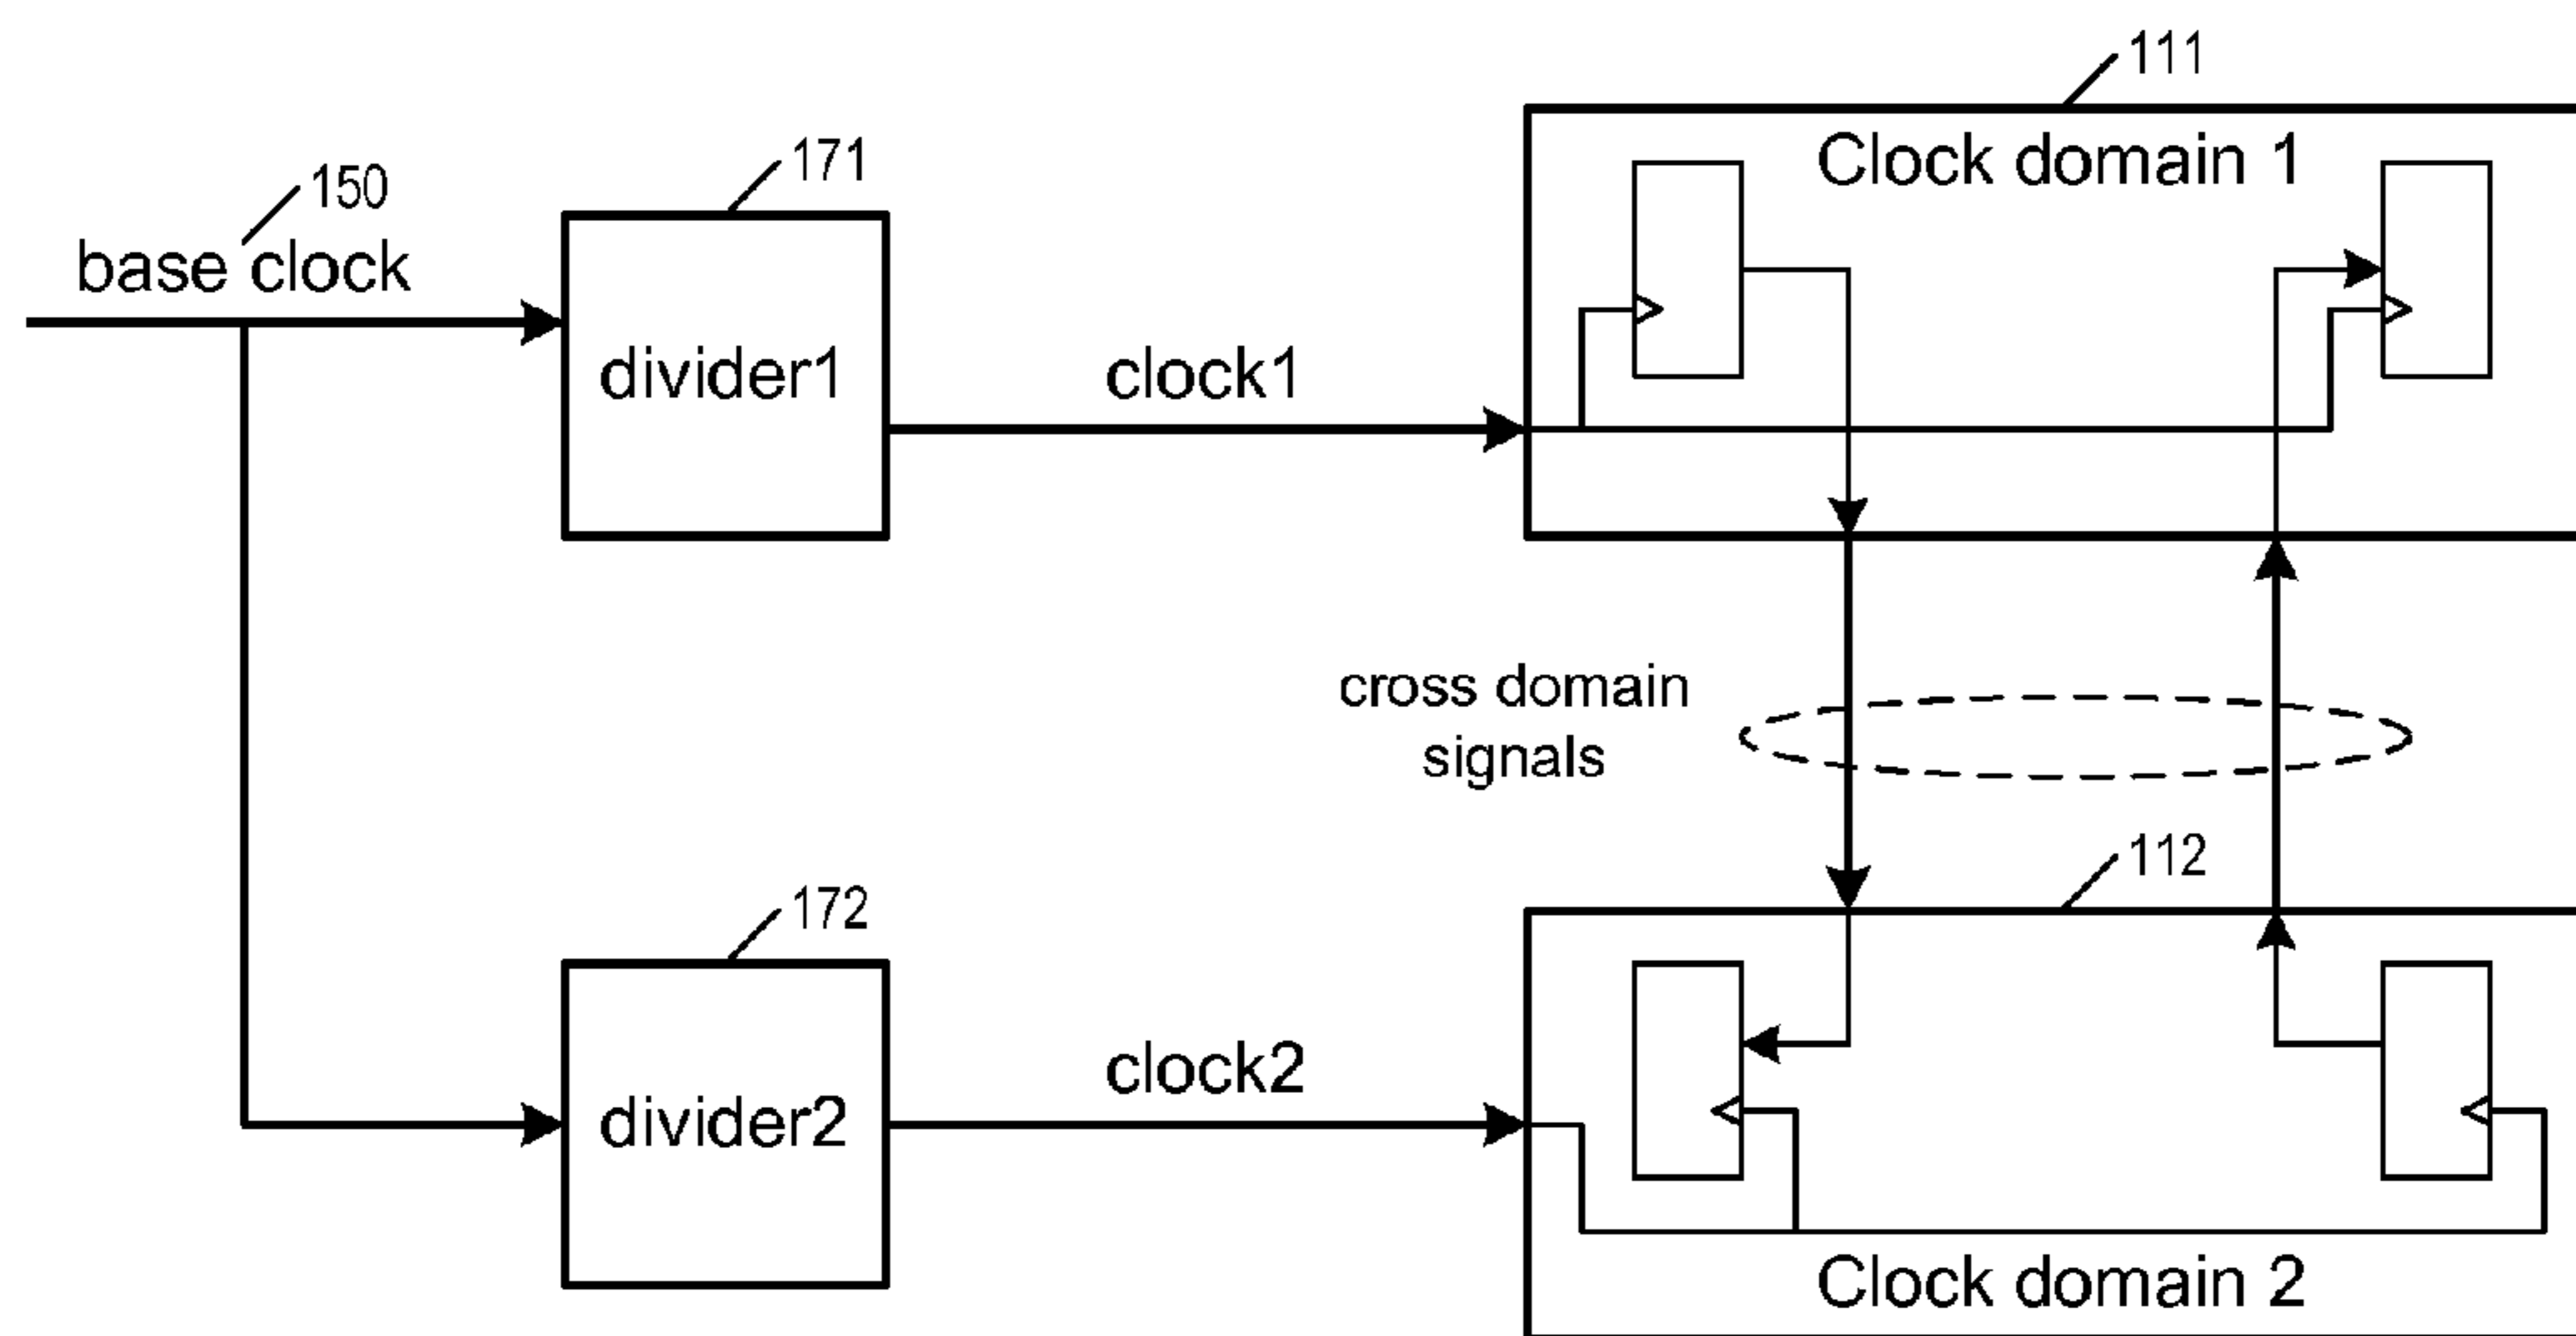 111
Clock domain 1
171
150
base clock
divider1
clock1
cross domain
signals
112
172
clock2
divider2
Clock domain 2